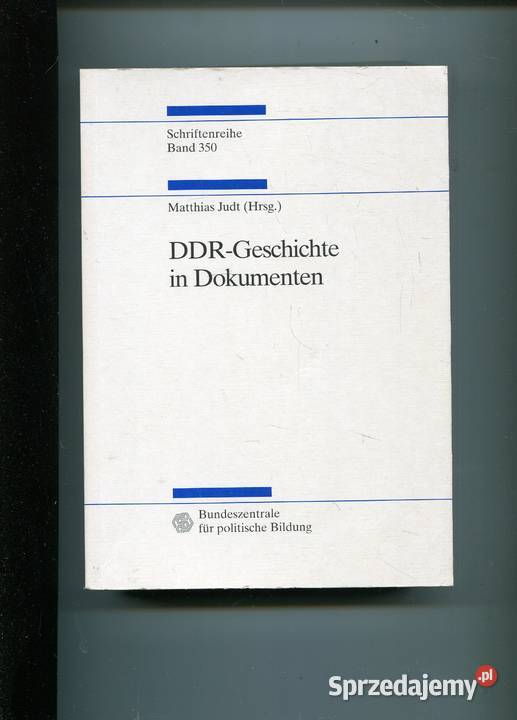 Schriftenreihe
Band 350
Matthias Judt (Hrsg.)
DDR-Geschichte
in Dokumenten
Bundeszentrale
für politische Bildung
Sprzedajemy.pl